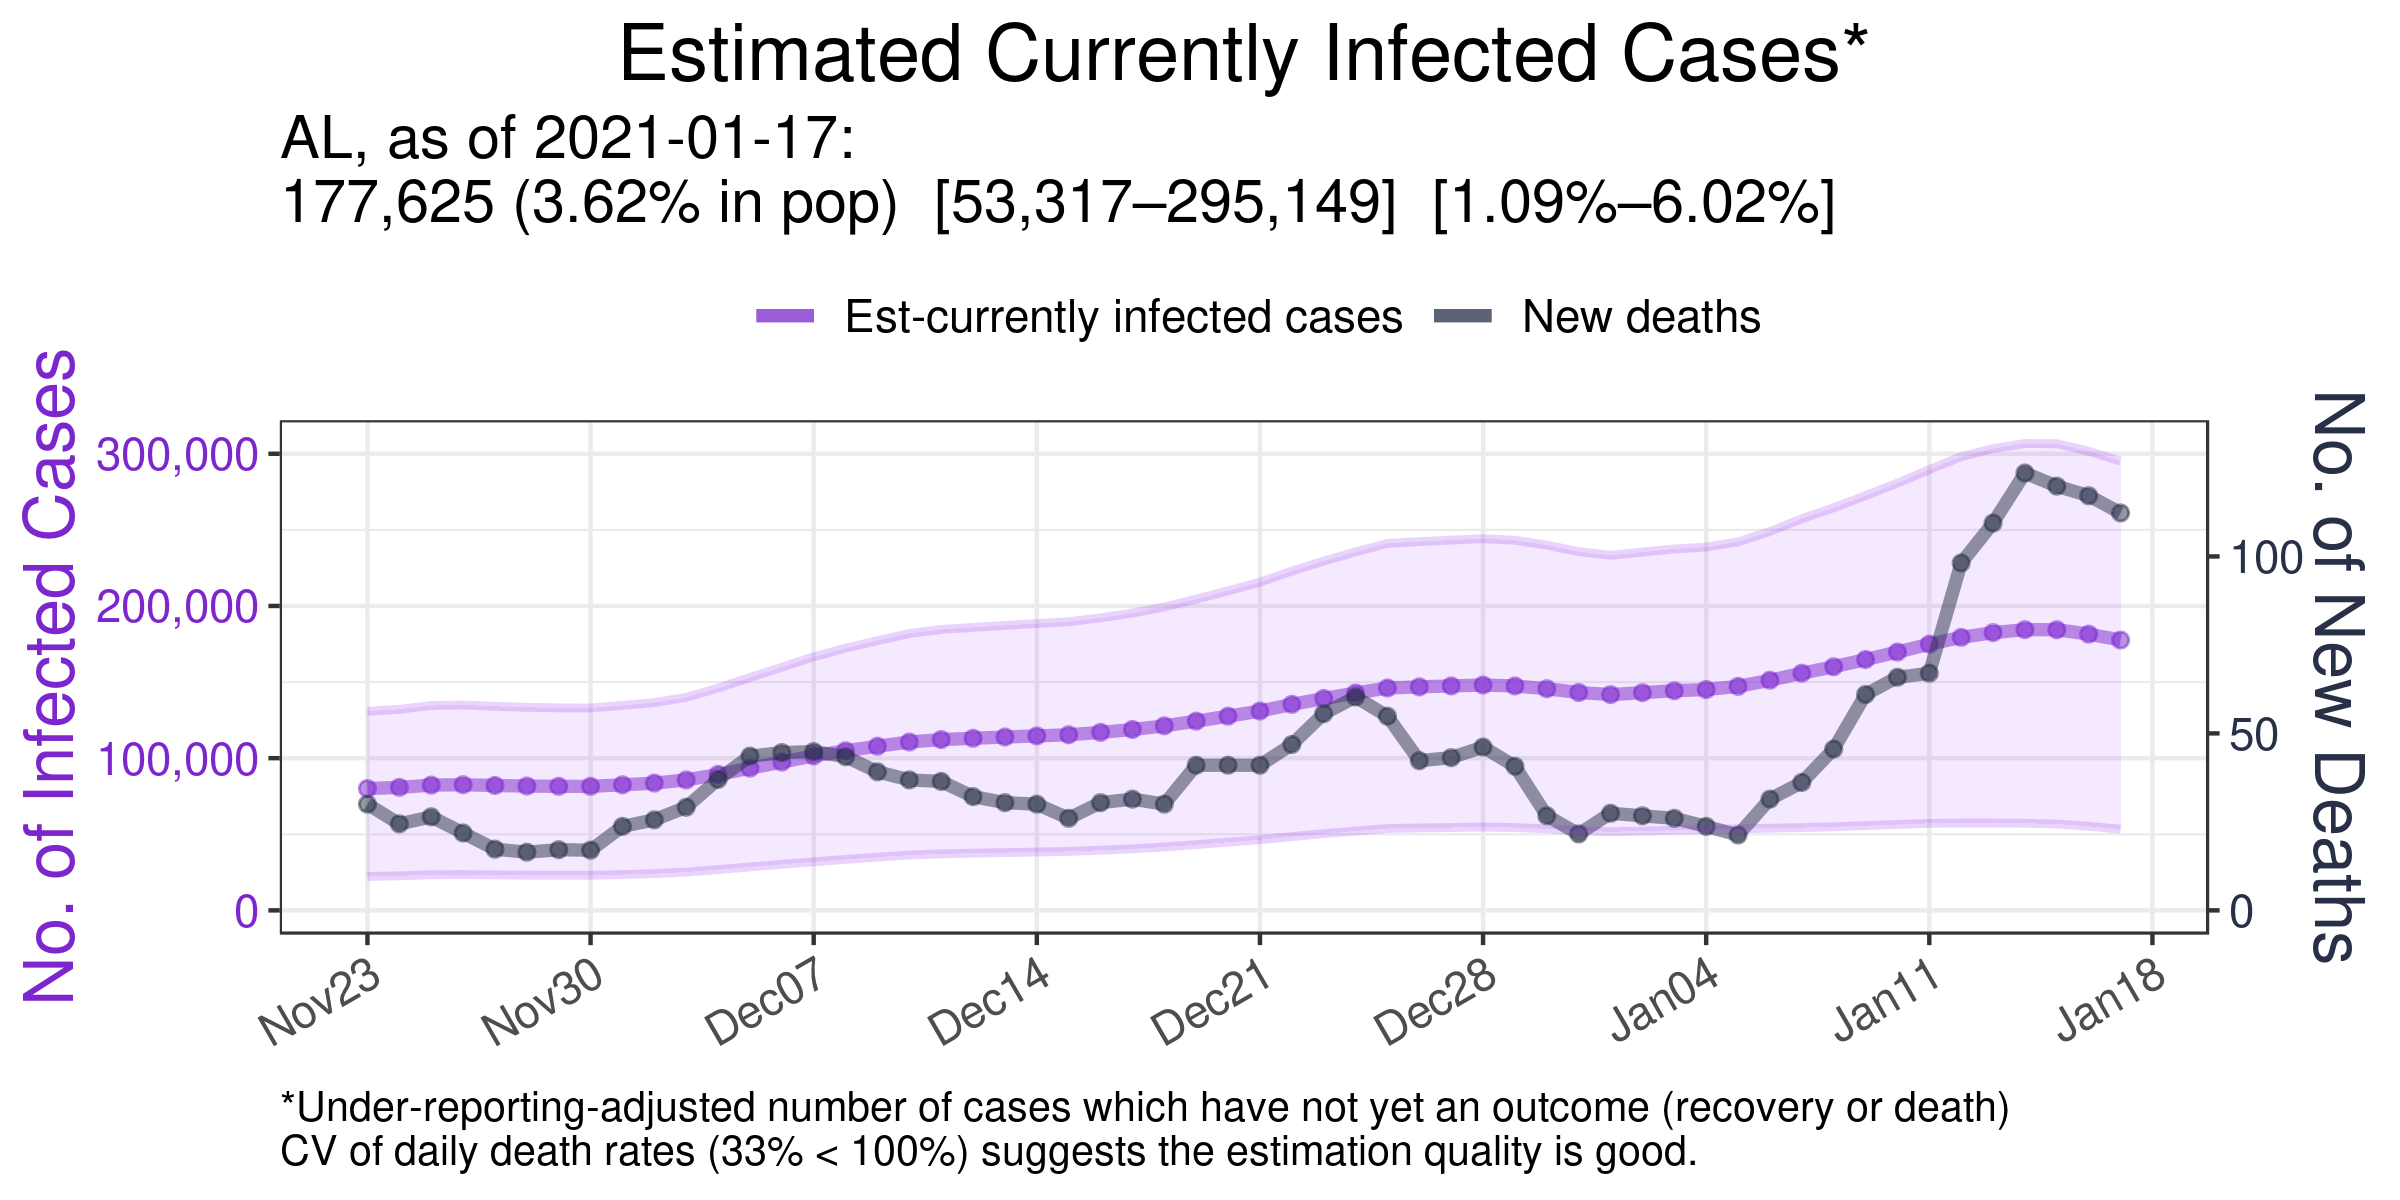 Estimated Currently Infected Cases*
AL, as of 2021-01-17:
177,625 (3.62% in pop) [53,317–295,149] [1.09%–6.02%]
Est-currently infected cases
New deaths
No. of Infected Cases
300,000
200,000
100,000
0
No. of New Deaths
100
50
0
Nov23
Nov30
Dec07
Dec14
Dec21
Dec28
Jan04
Jan11
Jan18
*Under-reporting-adjusted number of cases which have not yet an outcome (recovery or death)
CV of daily death rates (33% < 100%) suggests the estimation quality is good.